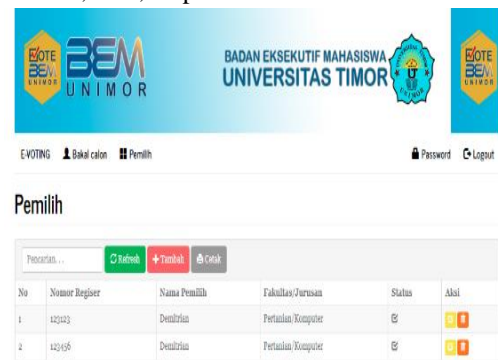 EVOTE
BEM
UNIMOR
BEM
UNIMOR
BADAN EKSEKUTIF MAHASISWA
UNIVERSITAS TIMOR
EVOTE
BEM
UNIMOR
E-VOTING Bakal calon Pemilih Password Logout
Pemilih
Pencarian... Refresh Tambah Cetak
No Nomor Regiser Nama Pemilih Fakultas/Jurusan Status Aksi
1 123123 Demitrian Pertanian/Komputer
2 123456 Demitrian Pertanian/Komputer